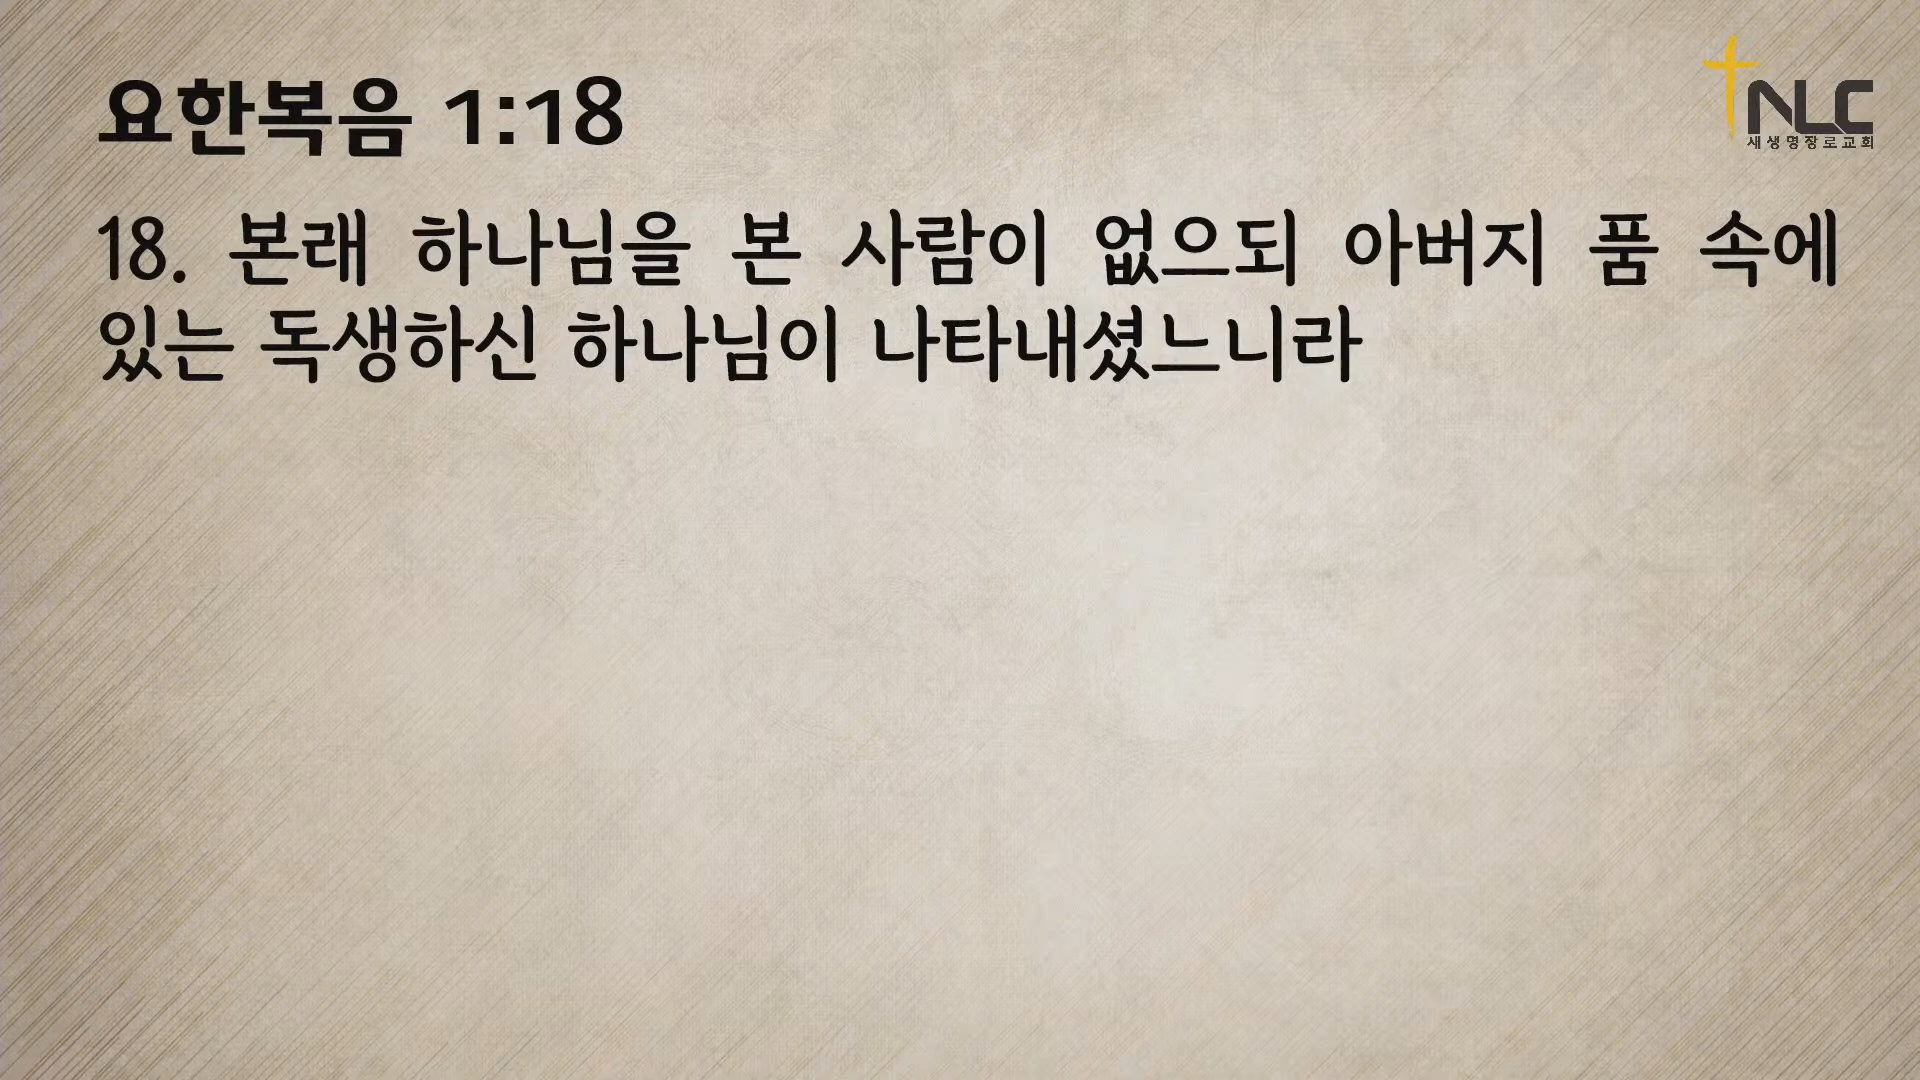 요한복음 1:18
NLC
새생명장로교회
18. 본래 하나님을 본 사람이 없으되 아버지 품 속에
있는 독생하신 하나님이 나타내셨느니라